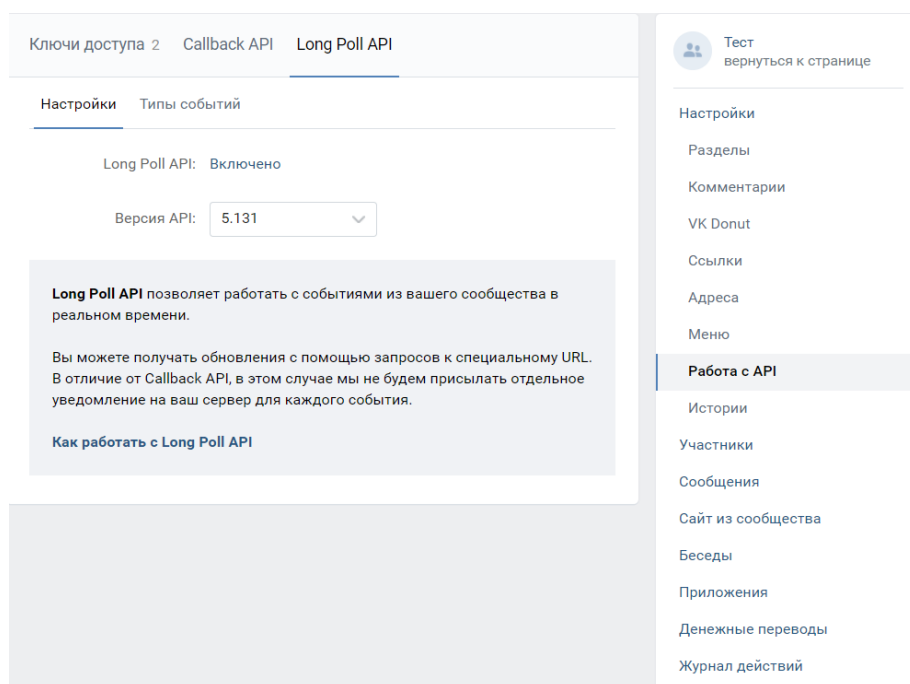 Ключи доступа 2 Callback API Long Poll API
Настройки Типы событий
Long Poll API: Включено
Версия API: 5.131
Long Poll API позволяет работать с событиями из вашего сообщества в
реальном времени.
Вы можете получать обновления с помощью запросов к специальному URL.
В отличие от Callback API, в этом случае мы не будем присылать отдельное
уведомление на ваш сервер для каждого события.
Как работать с Long Poll API
Тест
вернуться к странице
Настройки
Разделы
Комментарии
VK Donut
Ссылки
Адреса
Меню
Работа с API
Истории
Участники
Сообщения
Сайт из сообщества
Беседы
Приложения
Денежные переводы
Журнал действий